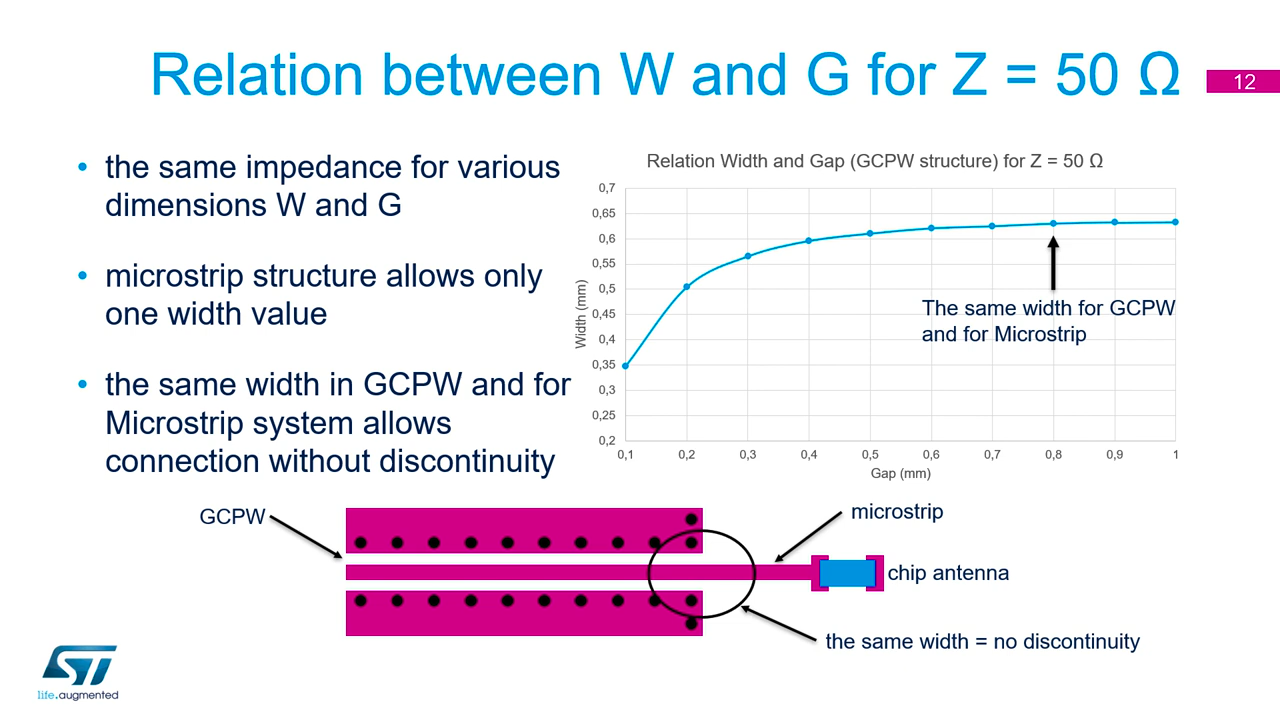 Relation between W and G for Z = 50 Ω
12
• the same impedance for various
dimensions W and G
• microstrip structure allows only
one width value
• the same width in GCPW and for
Microstrip system allows
connection without discontinuity
Relation Width and Gap (GCPW structure) for Z = 50 Ω
Width (mm)
0,7
0,65
0,6
0,55
0,5
0,45
0,4
0,35
0,3
0,25
0,2
0,1 0,2 0,3 0,4 0,5 0,6 0,7 0,8 0,9 1
Gap (mm)
The same width for GCPW
and for Microstrip
GCPW
microstrip
chip antenna
the same width = no discontinuity
ST
life.augmented